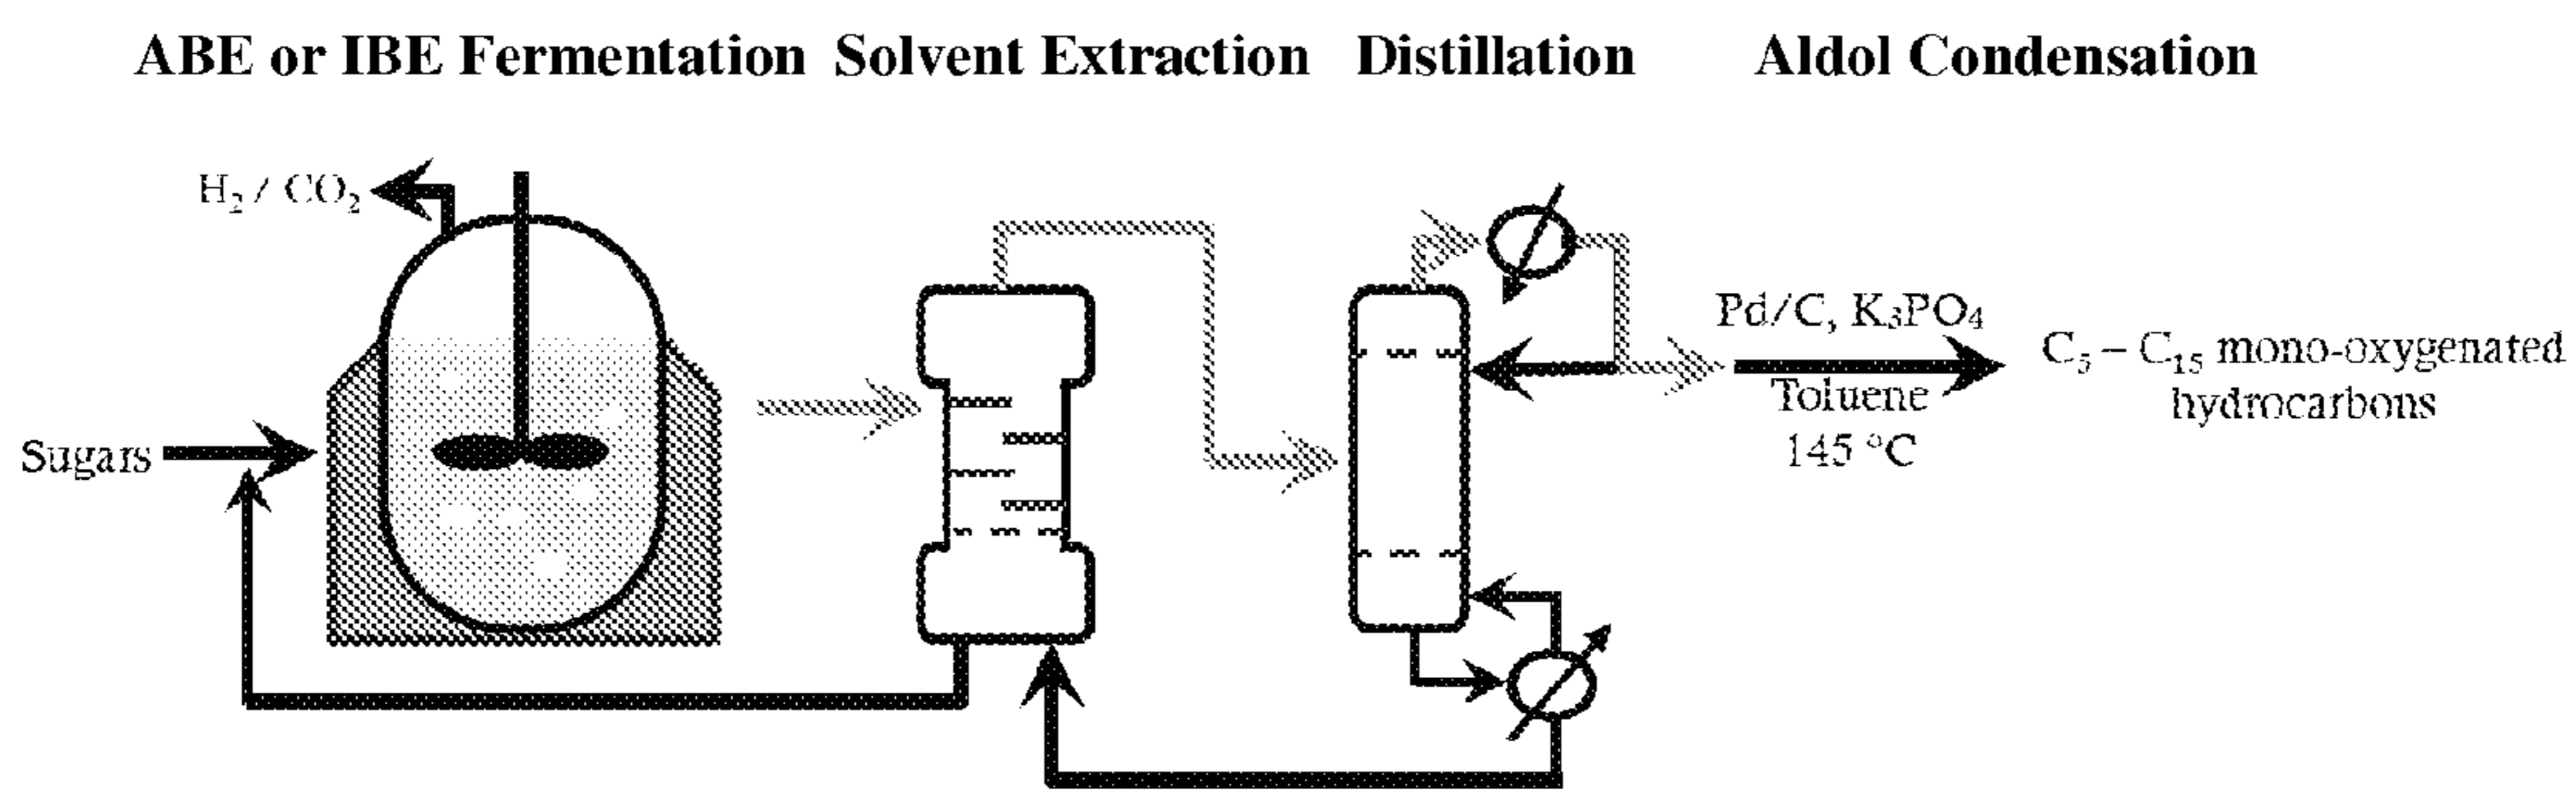 ABE or IBE Fermentation Solvent Extraction Distillation Aldol Condensation
H₂ / CO₂
Sugars
Pd/C, K₃PO₄
Toluene
145 °C
C₅ – C₁₅ mono-oxygenated
hydrocarbons